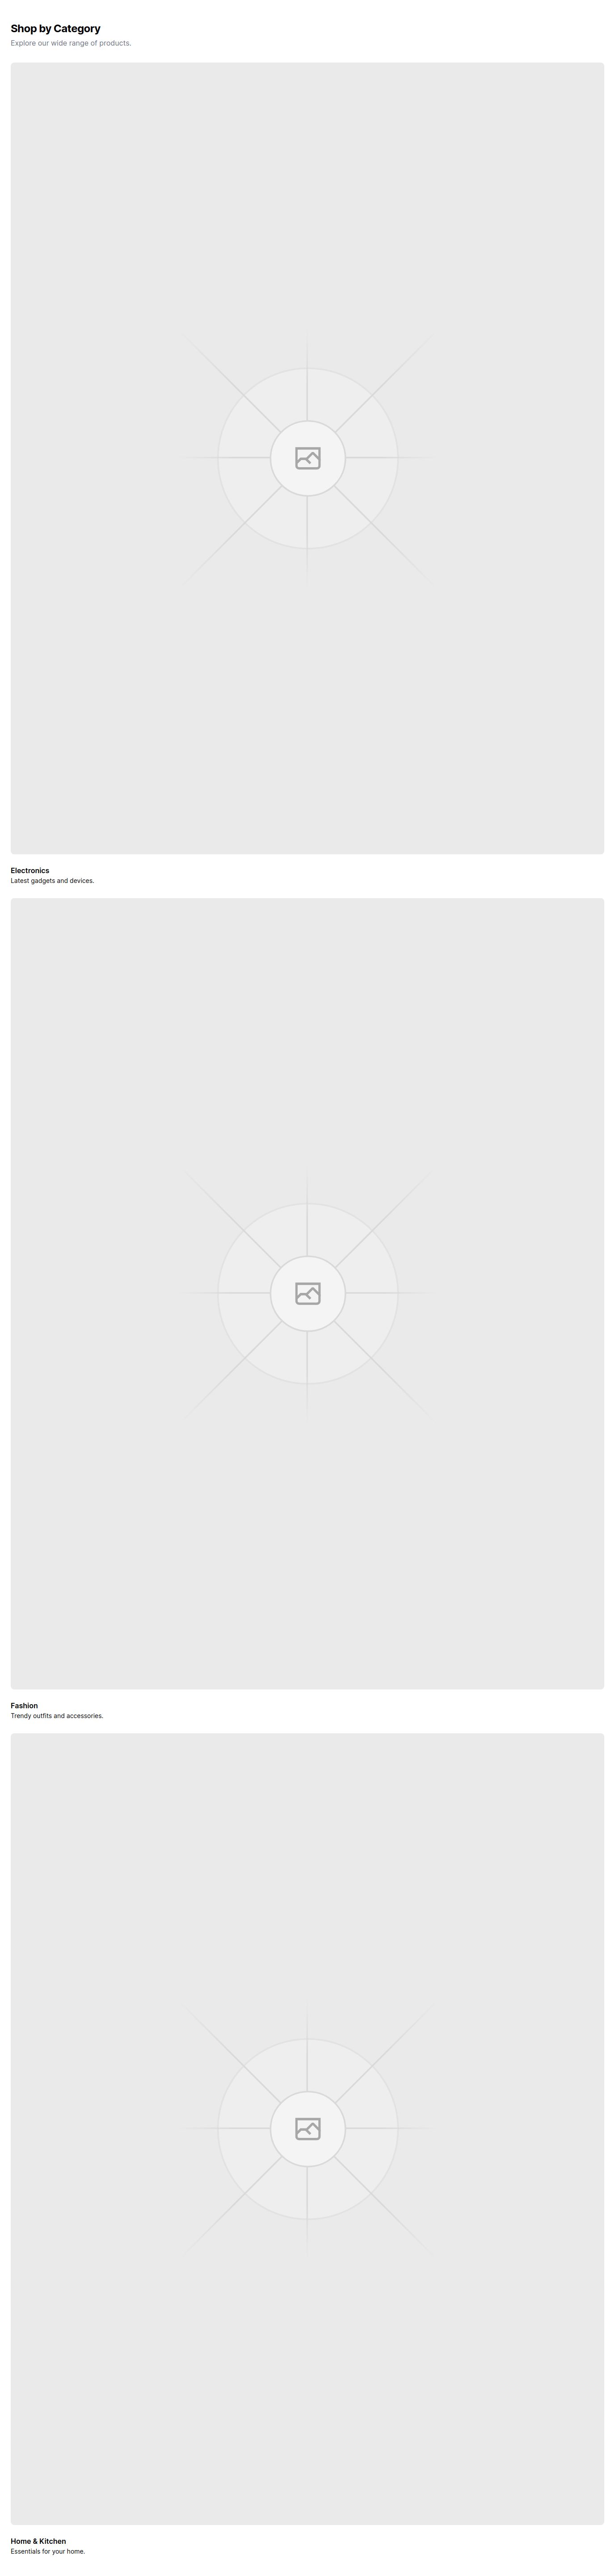 Shop by Category
Explore our wide range of products.
Electronics
Latest gadgets and devices.
Fashion
Trendy outfits and accessories.
Home & Kitchen
Essentials for your home.